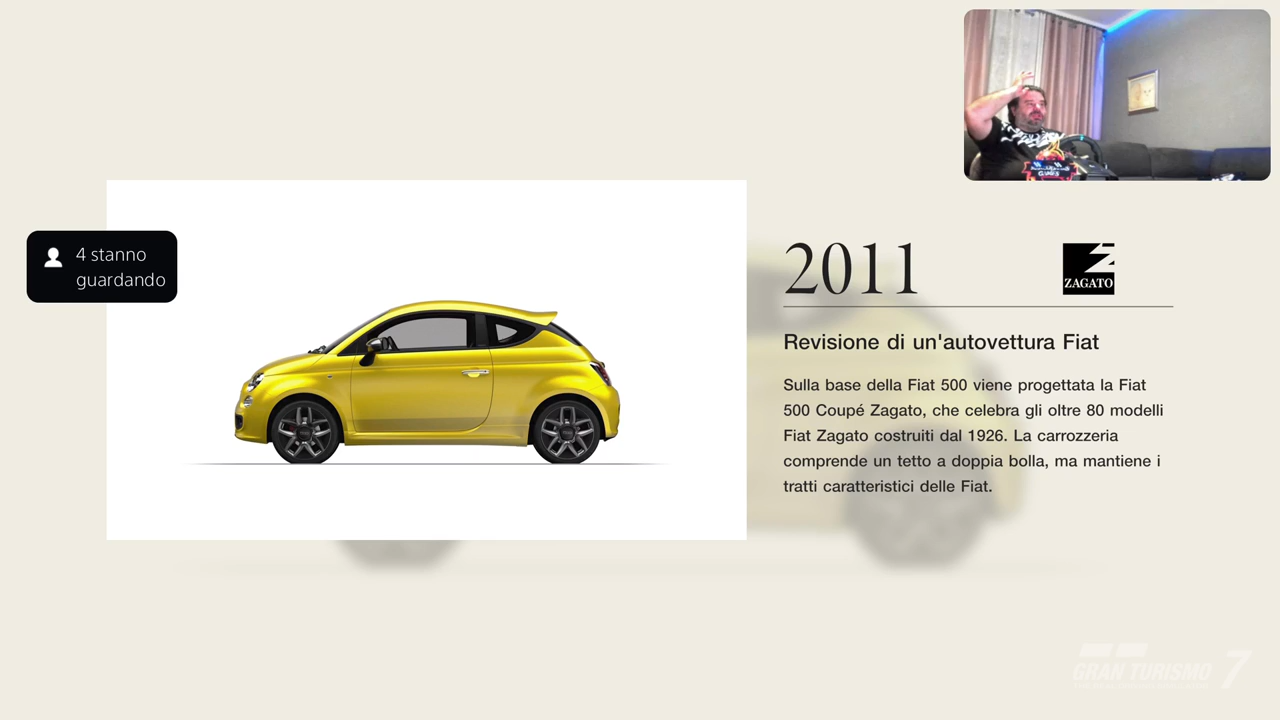 4 stanno
guardando
2011
ZAGATO
Revisione di un'autovettura Fiat
Sulla base della Fiat 500 viene progettata la Fiat
500 Coupé Zagato, che celebra gli oltre 80 modelli
Fiat Zagato costruiti dal 1926. La carrozzeria
comprende un tetto a doppia bolla, ma mantiene i
tratti caratteristici delle Fiat.
GRAN TURISMO 7